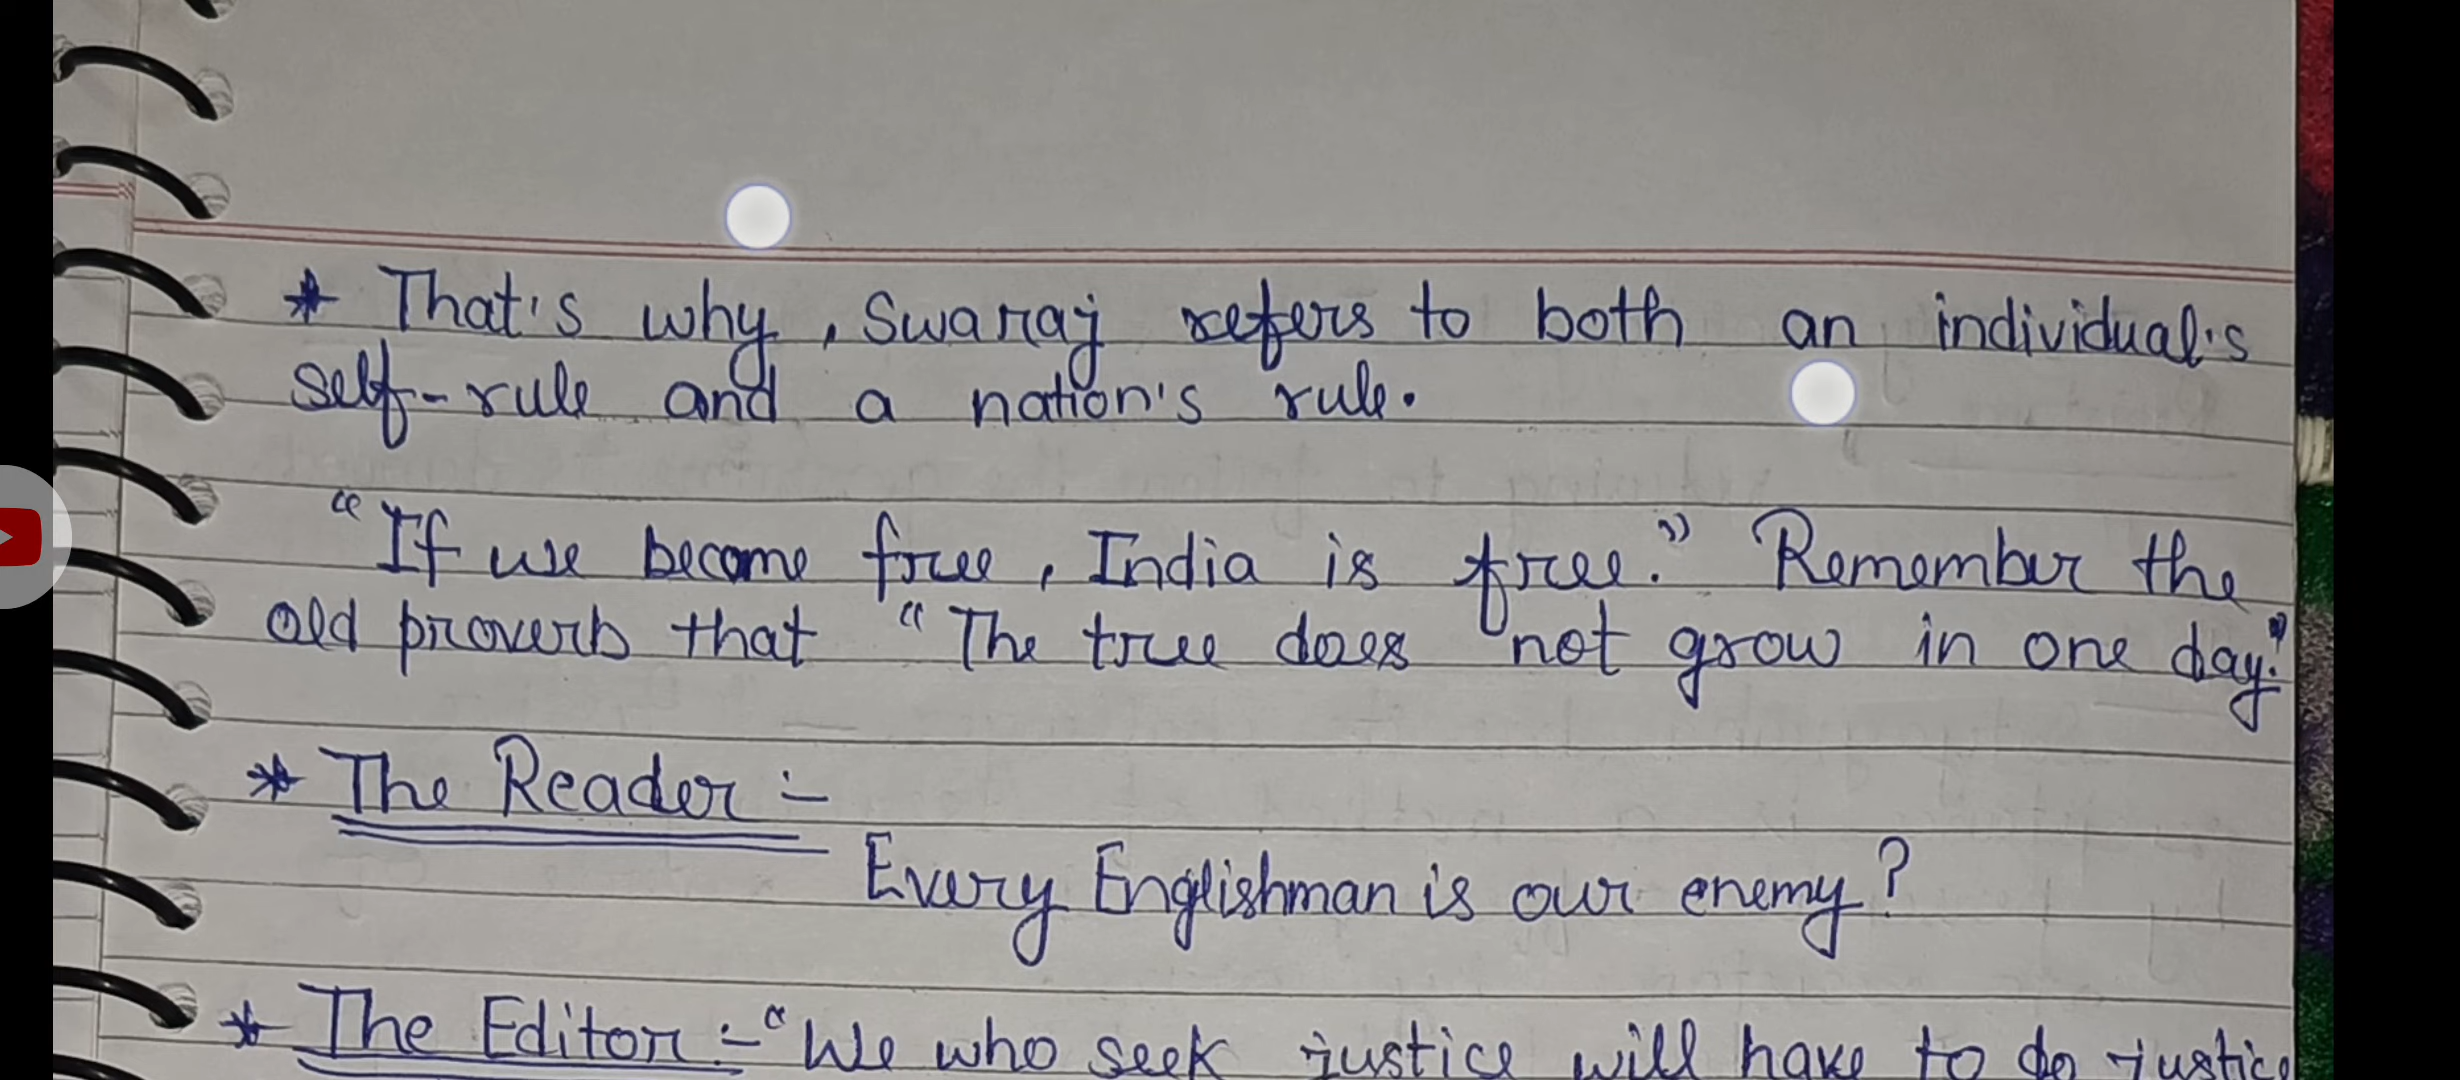 * That's why, Swaraj refers to both an individual's
self-rule and a nation's rule.
"If we become free, India is free." Remember the
old proverb that "The tree does not grow in one day."
* The Reader :-
Every Englishman is our enemy?
* The Editor :- "We who seek justice will have to do justice